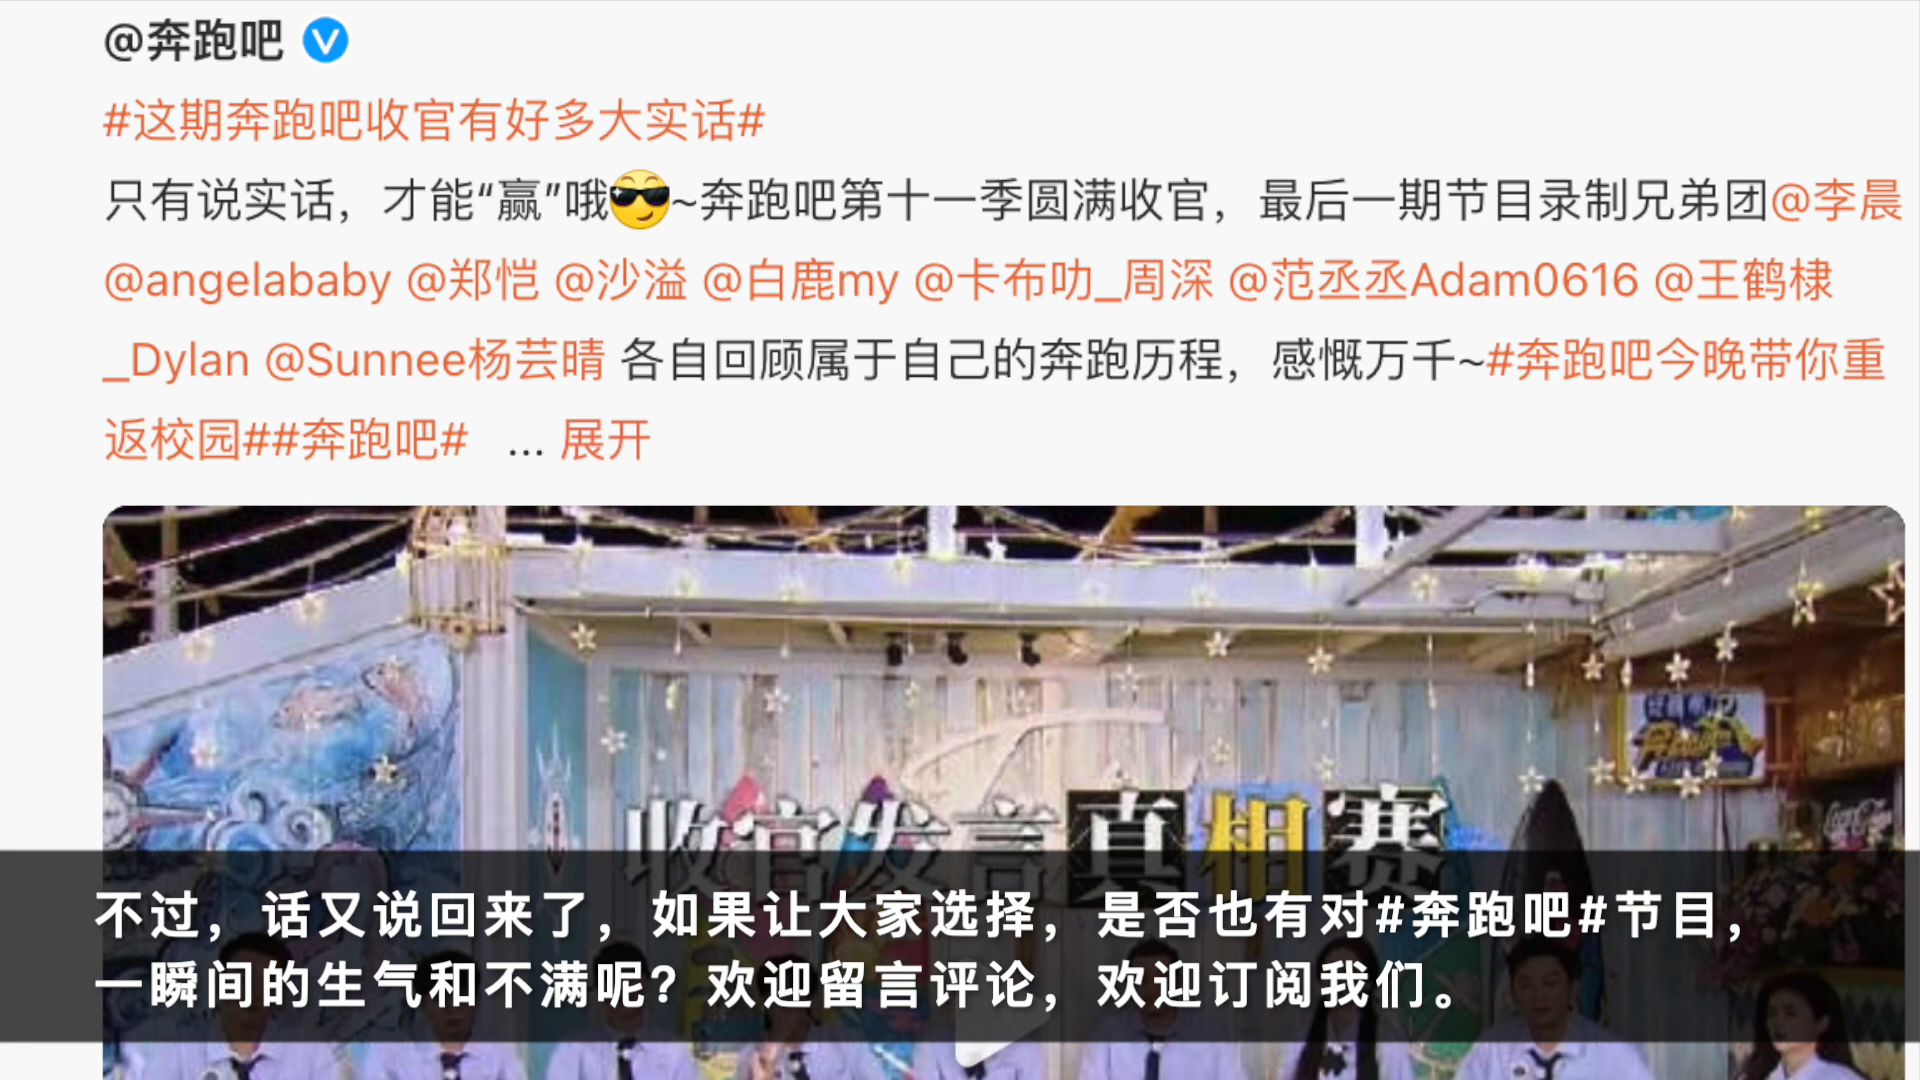 @奔跑吧
#这期奔跑吧收官有好多大实话#
只有说实话，才能“赢”哦😎~奔跑吧第十一季圆满收官，最后一期节目录制兄弟团@李晨
@angelababy @郑恺 @沙溢 @白鹿my @卡布叻_周深 @范丞丞Adam0616 @王鹤棣
_Dylan @Sunnee杨芸晴 各自回顾属于自己的奔跑历程，感慨万千~#奔跑吧今晚带你重
返校园##奔跑吧# ... 展开
收官发言真相赛
不过，话又说回来了，如果让大家选择，是否也有对#奔跑吧#节目，
一瞬间的生气和不满呢？欢迎留言评论，欢迎订阅我们。